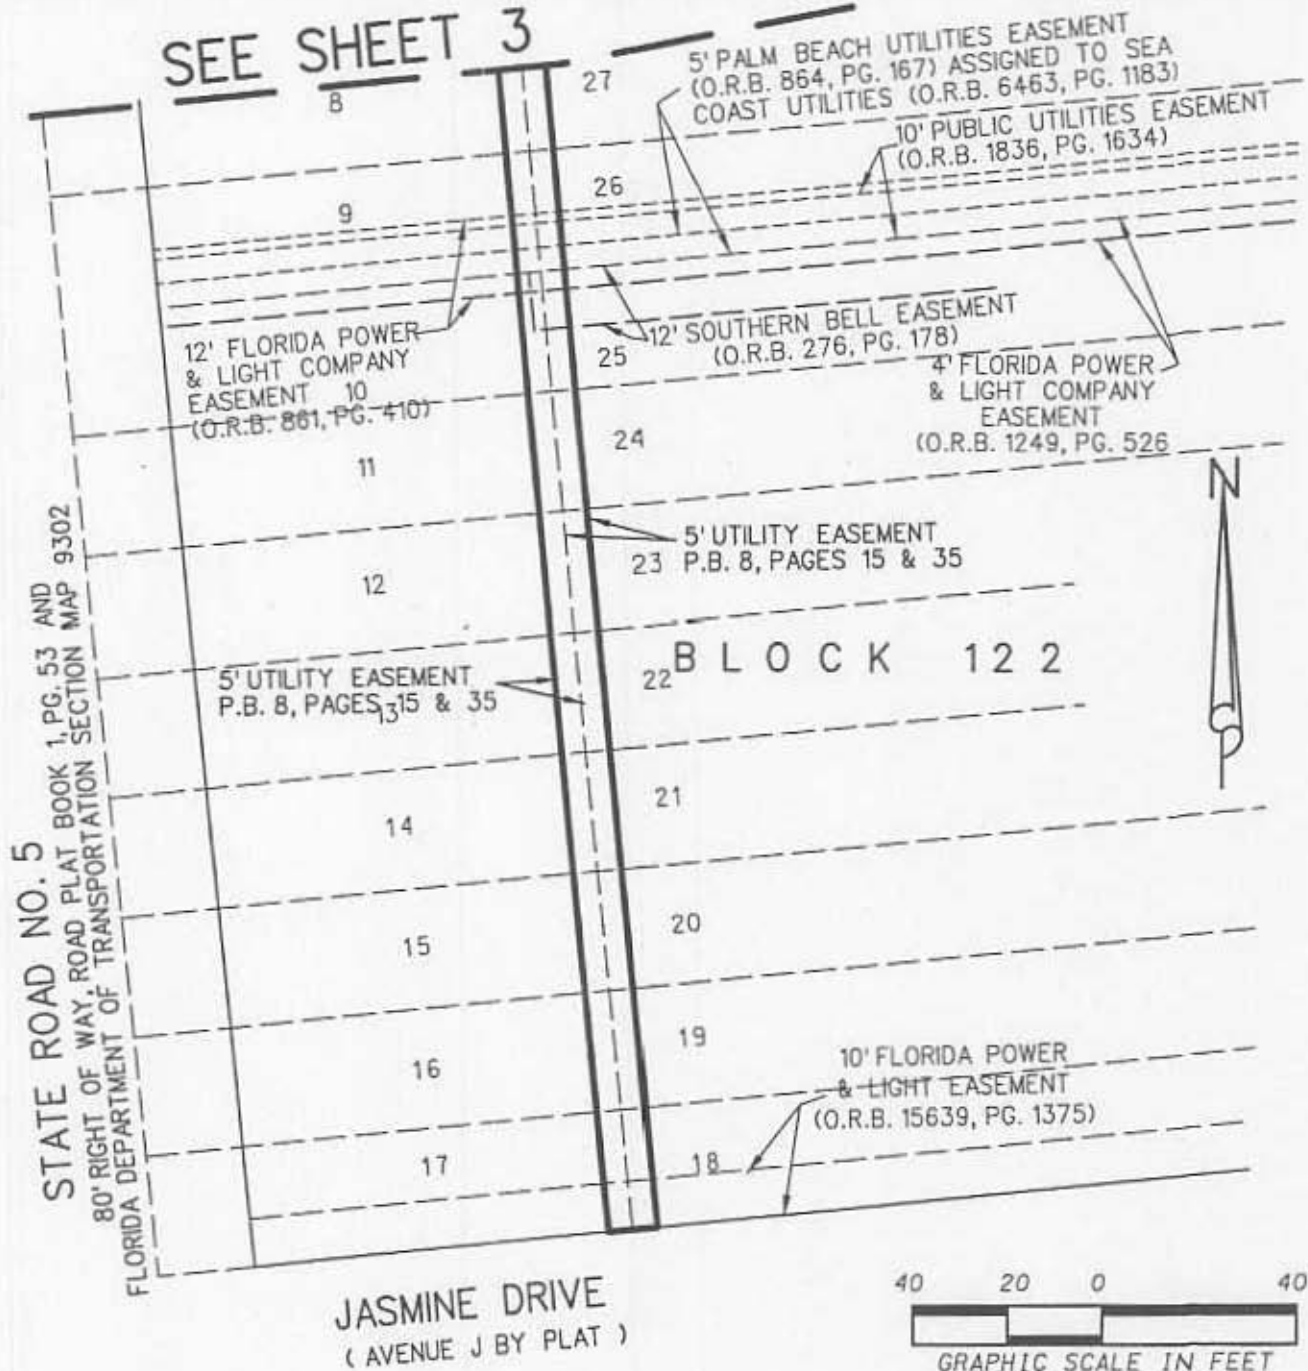 SEE SHEET 3
8
27
5' PALM BEACH UTILITIES EASEMENT
(O.R.B. 864, PG. 167) ASSIGNED TO SEA
COAST UTILITIES (O.R.B. 6463, PG. 1183)
10' PUBLIC UTILITIES EASEMENT
(O.R.B. 1836, PG. 1634)
26
9
12' FLORIDA POWER
& LIGHT COMPANY
EASEMENT
(O.R.B. 861, PG. 410)
10
12' SOUTHERN BELL EASEMENT
(O.R.B. 276, PG. 178)
25
4' FLORIDA POWER
& LIGHT COMPANY
EASEMENT
(O.R.B. 1249, PG. 526
24
11
N
5' UTILITY EASEMENT
P.B. 8, PAGES 15 & 35
23
12
BLOCK 122
22
5' UTILITY EASEMENT
P.B. 8, PAGES 15 & 35
13
21
14
20
15
19
16
10' FLORIDA POWER
& LIGHT EASEMENT
(O.R.B. 15639, PG. 1375)
18
17
STATE ROAD NO. 5
80' RIGHT OF WAY, ROAD PLAT BOOK 1, PG. 53 AND
FLORIDA DEPARTMENT OF TRANSPORTATION SECTION MAP 9302
JASMINE DRIVE
( AVENUE J BY PLAT )
40 20 0 40
GRAPHIC SCALE IN FEET